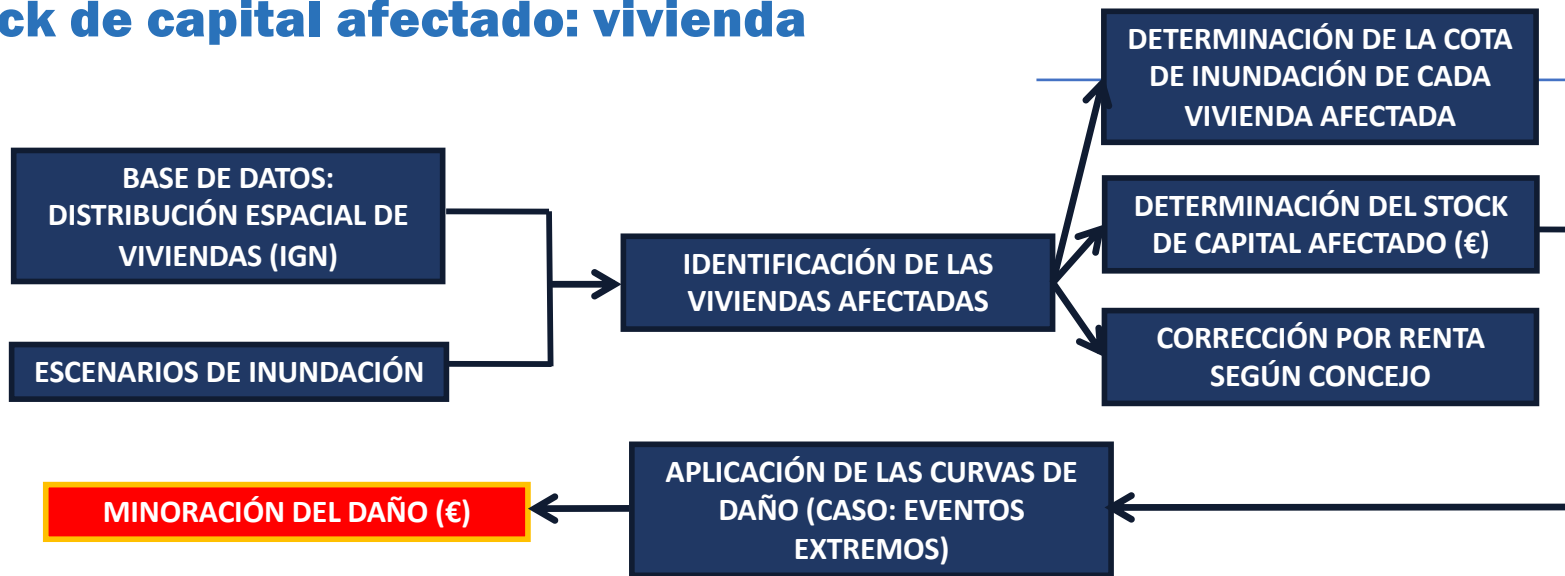 ck de capital afectado: vivienda
DETERMINACIÓN DE LA COTA
DE INUNDACIÓN DE CADA
VIVIENDA AFECTADA
BASE DE DATOS:
DISTRIBUCIÓN ESPACIAL DE
VIVIENDAS (IGN)
DETERMINACIÓN DEL STOCK
DE CAPITAL AFECTADO (€)
IDENTIFICACIÓN DE LAS
VIVIENDAS AFECTADAS
ESCENARIOS DE INUNDACIÓN
CORRECCIÓN POR RENTA
SEGÚN CONCEJO
APLICACIÓN DE LAS CURVAS DE
DAÑO (CASO: EVENTOS
EXTREMOS)
MINORACIÓN DEL DAÑO (€)